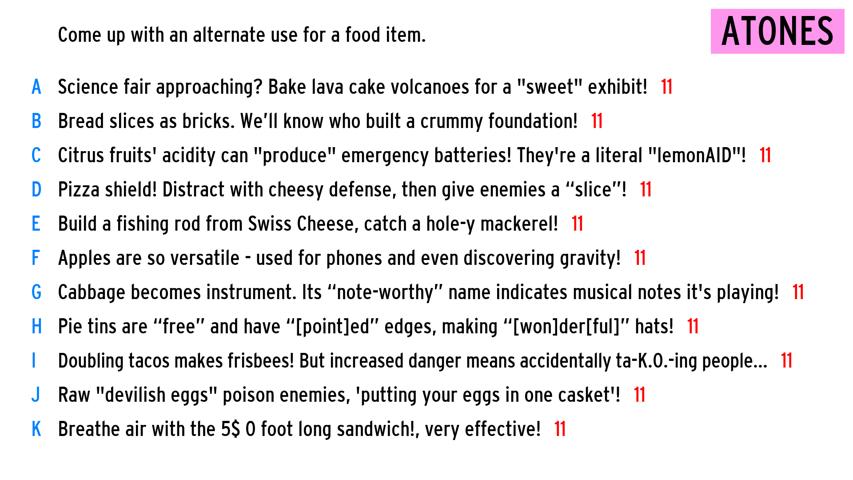 Come up with an alternate use for a food item.
ATONES
A Science fair approaching? Bake lava cake volcanoes for a "sweet" exhibit! 11
B Bread slices as bricks. We’ll know who built a crummy foundation! 11
C Citrus fruits' acidity can "produce" emergency batteries! They're a literal "lemonAID"! 11
D Pizza shield! Distract with cheesy defense, then give enemies a “slice”! 11
E Build a fishing rod from Swiss Cheese, catch a hole-y mackerel! 11
F Apples are so versatile - used for phones and even discovering gravity! 11
G Cabbage becomes instrument. Its “note-worthy” name indicates musical notes it's playing! 11
H Pie tins are “free” and have “[point]ed” edges, making “[won]der[ful]” hats! 11
I Doubling tacos makes frisbees! But increased danger means accidentally ta-K.O.-ing people... 11
J Raw "devilish eggs" poison enemies, 'putting your eggs in one casket'! 11
K Breathe air with the 5$ O foot long sandwich!, very effective! 11